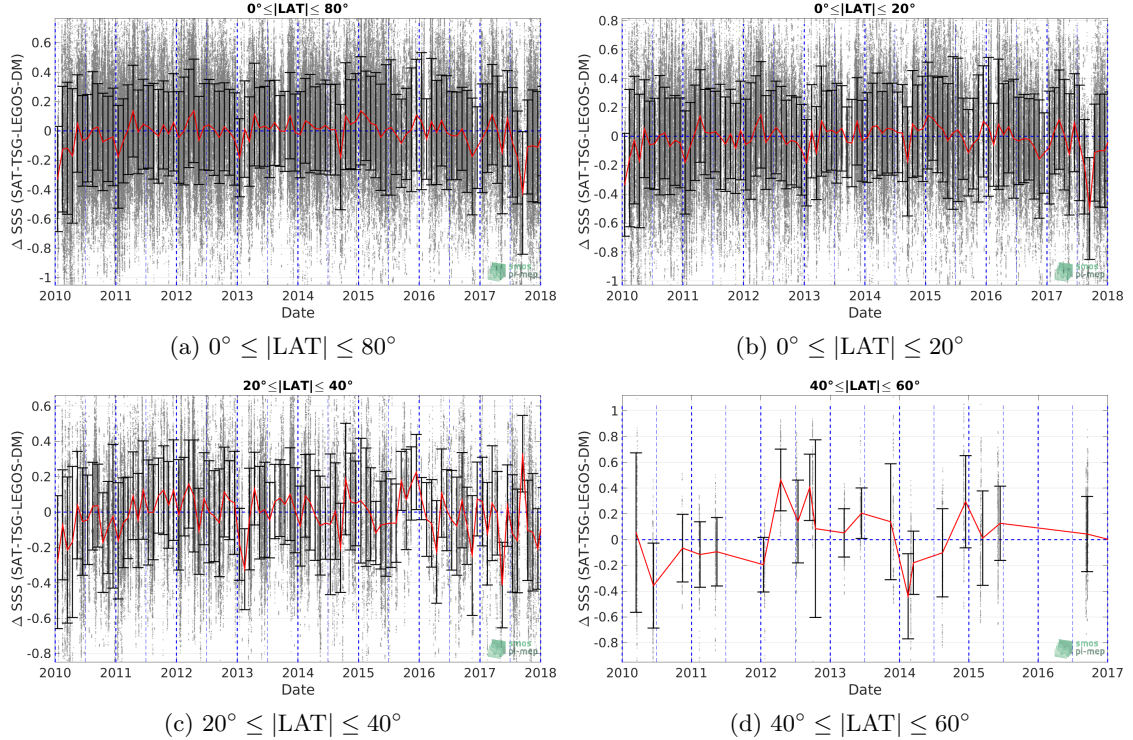 0°≤|LAT|≤ 80°
Δ SSS (SAT-TSG-LEGOS-DM)
0.6
0.4
0.2
0
-0.2
-0.4
-0.6
-0.8
-1
2010 2011 2012 2013 2014 2015 2016 2017 2018
Date
smos
pi-mep
(a) 0° ≤ |LAT| ≤ 80°
0°≤|LAT|≤ 20°
Δ SSS (SAT-TSG-LEGOS-DM)
0.8
0.6
0.4
0.2
0
-0.2
-0.4
-0.6
-0.8
-1
2010 2011 2012 2013 2014 2015 2016 2017 2018
Date
smos
pi-mep
(b) 0° ≤ |LAT| ≤ 20°
20°≤|LAT|≤ 40°
Δ SSS (SAT-TSG-LEGOS-DM)
0.6
0.4
0.2
0
-0.2
-0.4
-0.6
-0.8
2010 2011 2012 2013 2014 2015 2016 2017 2018
Date
smos
pi-mep
(c) 20° ≤ |LAT| ≤ 40°
40°≤|LAT|≤ 60°
Δ SSS (SAT-TSG-LEGOS-DM)
1
0.8
0.6
0.4
0.2
0
-0.2
-0.4
-0.6
-0.8
2010 2011 2012 2013 2014 2015 2016 2017
Date
smos
pi-mep
(d) 40° ≤ |LAT| ≤ 60°